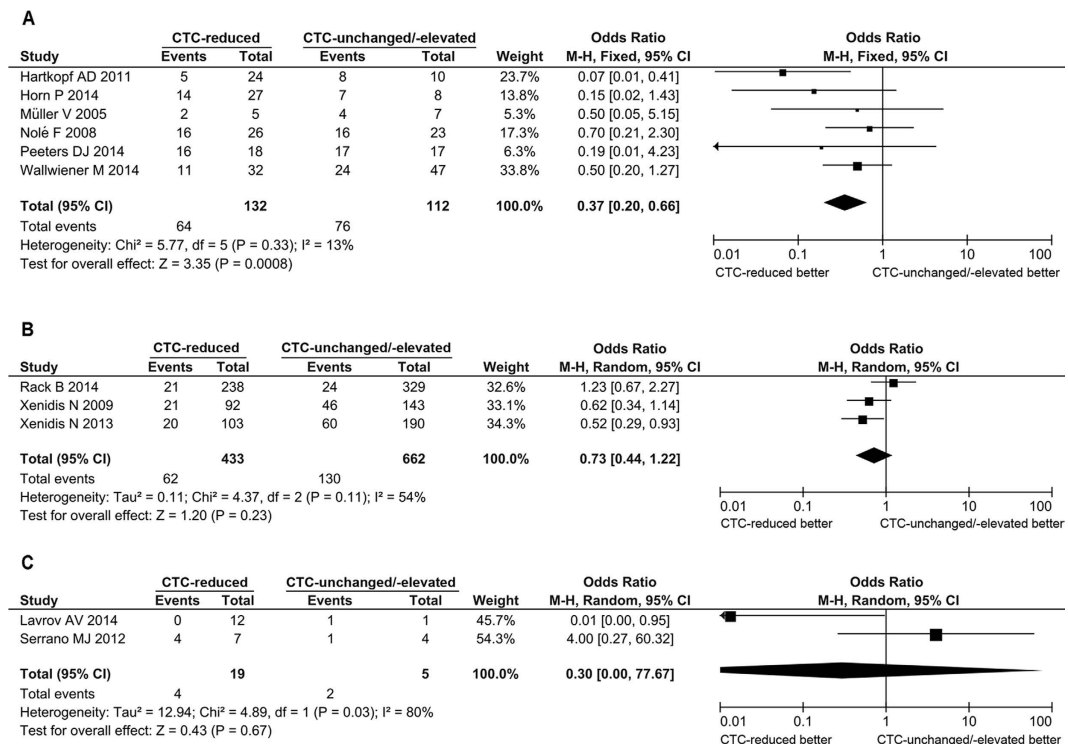 A
CTC-reduced CTC-unchanged/-elevated Odds Ratio Odds Ratio
Study Events Total Events Total Weight M-H, Fixed, 95% CI M-H, Fixed, 95% CI
Hartkopf AD 2011 5 24 8 10 23.7% 0.07 [0.01, 0.41]
Horn P 2014 14 27 7 8 13.8% 0.15 [0.02, 1.43]
Müller V 2005 2 5 4 7 5.3% 0.50 [0.05, 5.15]
Nolé F 2008 16 26 16 23 17.3% 0.70 [0.21, 2.30]
Peeters DJ 2014 16 18 17 17 6.3% 0.19 [0.01, 4.23]
Wallwiener M 2014 11 32 24 47 33.8% 0.50 [0.20, 1.27]
Total (95% CI) 132 112 100.0% 0.37 [0.20, 0.66]
Total events 64 76
Heterogeneity: Chi² = 5.77, df = 5 (P = 0.33); I² = 13%
Test for overall effect: Z = 3.35 (P = 0.0008)
0.01 0.1 1 10 100
CTC-reduced better CTC-unchanged/-elevated better
B
CTC-reduced CTC-unchanged/-elevated Odds Ratio Odds Ratio
Study Events Total Events Total Weight M-H, Random, 95% CI M-H, Random, 95% CI
Rack B 2014 21 238 24 329 32.6% 1.23 [0.67, 2.27]
Xenidis N 2009 21 92 46 143 33.1% 0.62 [0.34, 1.14]
Xenidis N 2013 20 103 60 190 34.3% 0.52 [0.29, 0.93]
Total (95% CI) 433 662 100.0% 0.73 [0.44, 1.22]
Total events 62 130
Heterogeneity: Tau² = 0.11; Chi² = 4.37, df = 2 (P = 0.11); I² = 54%
Test for overall effect: Z = 1.20 (P = 0.23)
0.01 0.1 1 10 100
CTC-reduced better CTC-unchanged/-elevated better
C
CTC-reduced CTC-unchanged/-elevated Odds Ratio Odds Ratio
Study Events Total Events Total Weight M-H, Random, 95% CI M-H, Random, 95% CI
Lavrov AV 2014 0 12 1 1 45.7% 0.01 [0.00, 0.95]
Serrano MJ 2012 4 7 1 4 54.3% 4.00 [0.27, 60.32]
Total (95% CI) 19 5 100.0% 0.30 [0.00, 77.67]
Total events 4 2
Heterogeneity: Tau² = 12.94; Chi² = 4.89, df = 1 (P = 0.03); I² = 80%
Test for overall effect: Z = 0.43 (P = 0.67)
0.01 0.1 1 10 100
CTC-reduced better CTC-unchanged/-elevated better